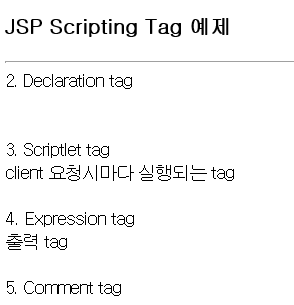 JSP Scripting Tag 예제
2. Declaration tag
3. Scriptlet tag
client 요청시마다 실행되는 tag
4. Expression tag
출력 tag
5. Comment tag